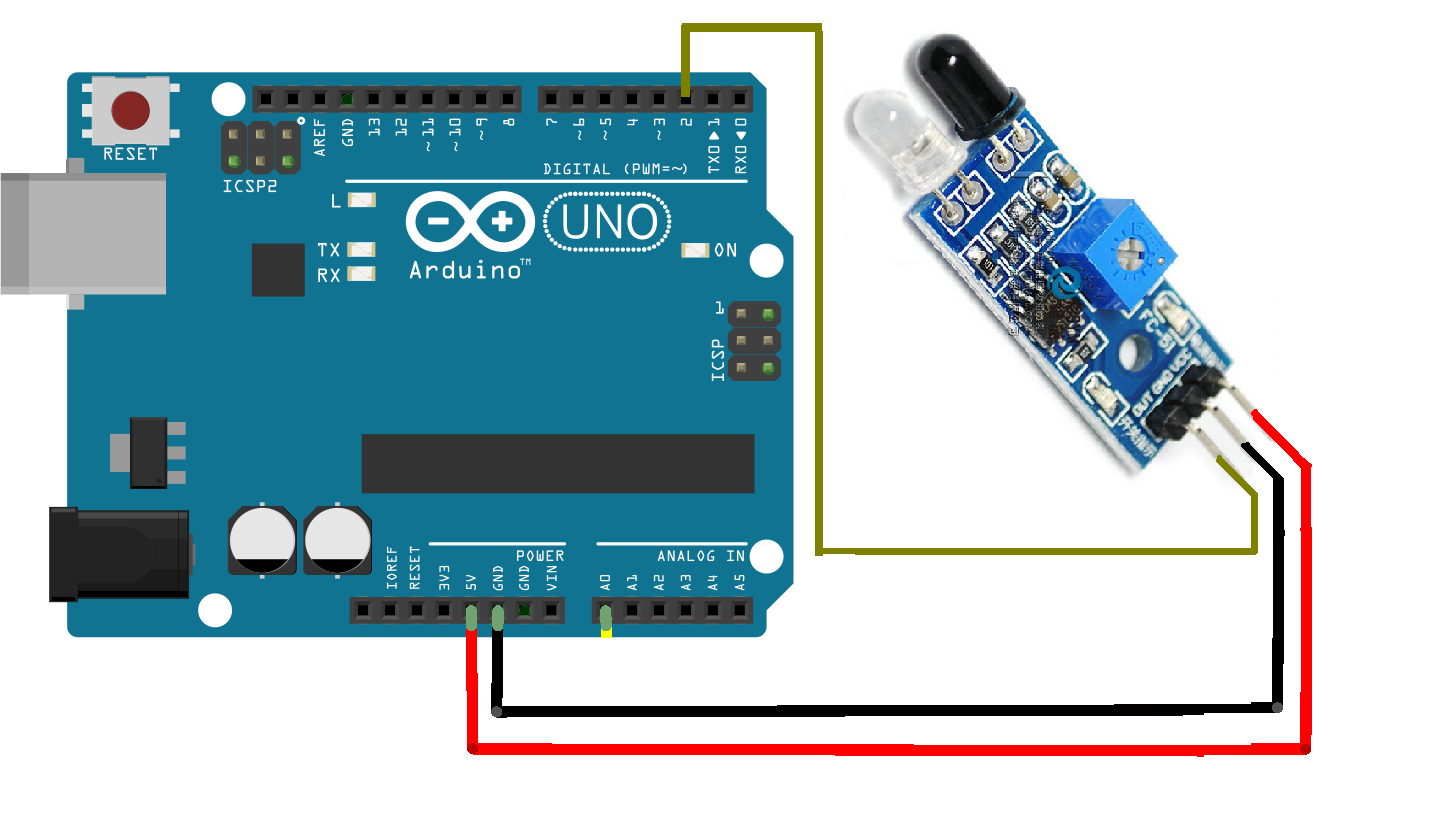 RESET
ICSP2
AREF
GND
13
12
~11
~10
~9
8
7
~6
~5
4
~3
2
TX0▶1
RX0◀0
DIGITAL (PWM=~)
L
TX
RX
UNO
Arduino™
ON
1
ICSP
POWER
ANALOG IN
IOREF
RESET
3V3
5V
GND
GND
VIN
A0
A1
A2
A3
A4
A5
FC-51
OUT GND VCC